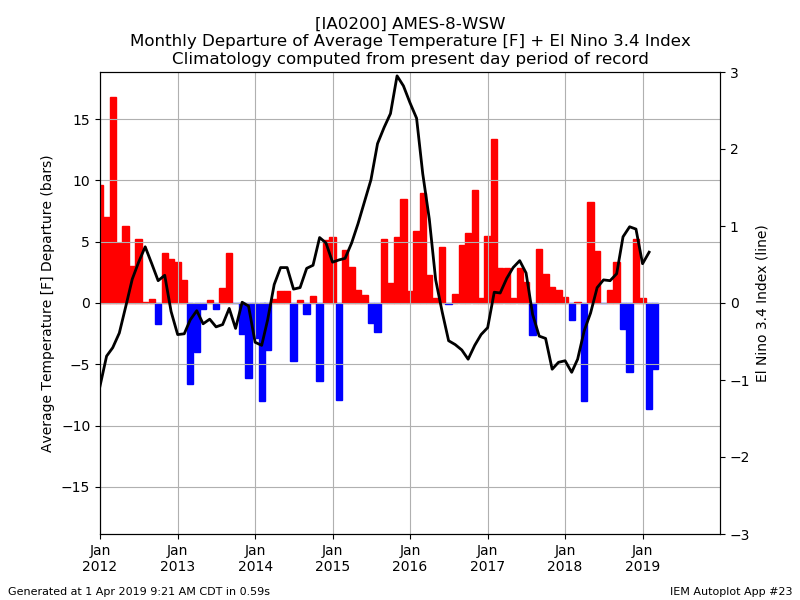 [IA0200] AMES-8-WSW
Monthly Departure of Average Temperature [F] + El Nino 3.4 Index
Climatology computed from present day period of record
Average Temperature [F] Departure (bars)
15
10
5
0
−5
−10
−15
3
2
1
0
−1
−2
−3
El Nino 3.4 Index (line)
Jan
2012
Jan
2013
Jan
2014
Jan
2015
Jan
2016
Jan
2017
Jan
2018
Jan
2019
Generated at 1 Apr 2019 9:21 AM CDT in 0.59s
IEM Autoplot App #23